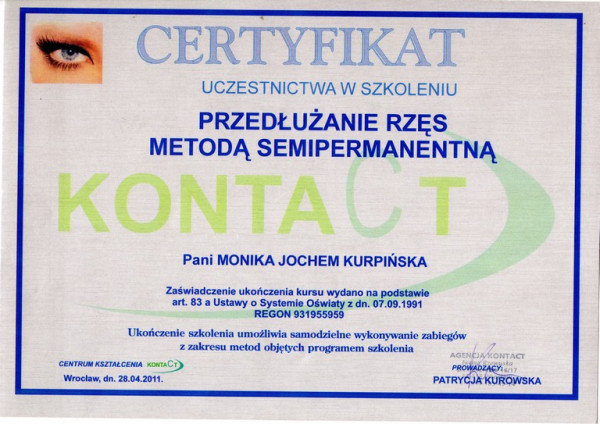 CERTYFIKAT
UCZESTNICTWA W SZKOLENIU
PRZEDŁUŻANIE RZĘS
METODĄ SEMIPERMANENTNĄ
KONTACT
Pani MONIKA JOCHEM KURPIŃSKA
Zaświadczenie ukończenia kursu wydano na podstawie
art. 83 a Ustawy o Systemie Oświaty z dn. 07.09.1991
REGON 931955959
Ukończenie szkolenia umożliwia samodzielne wykonywanie zabiegów
z zakresu metod objętych programem szkolenia
CENTRUM KSZTAŁCENIA KONTACT
Wrocław, dn. 28.04.2011.
AGENCJA KONTACT
PROWADZĄCY:
PATRYCJA KUROWSKA